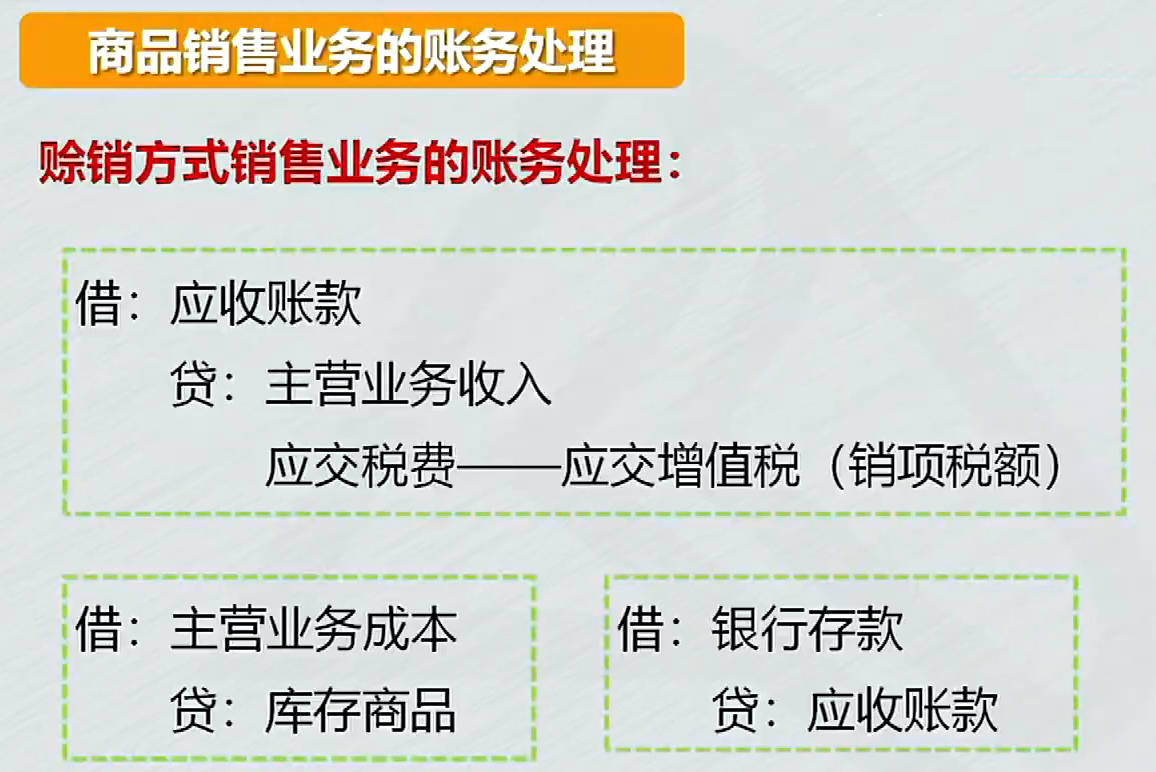 商品销售业务的账务处理
赊销方式销售业务的账务处理：
借：应收账款
贷：主营业务收入
应交税费——应交增值税（销项税额）
借：主营业务成本
贷：库存商品
借：银行存款
贷：应收账款